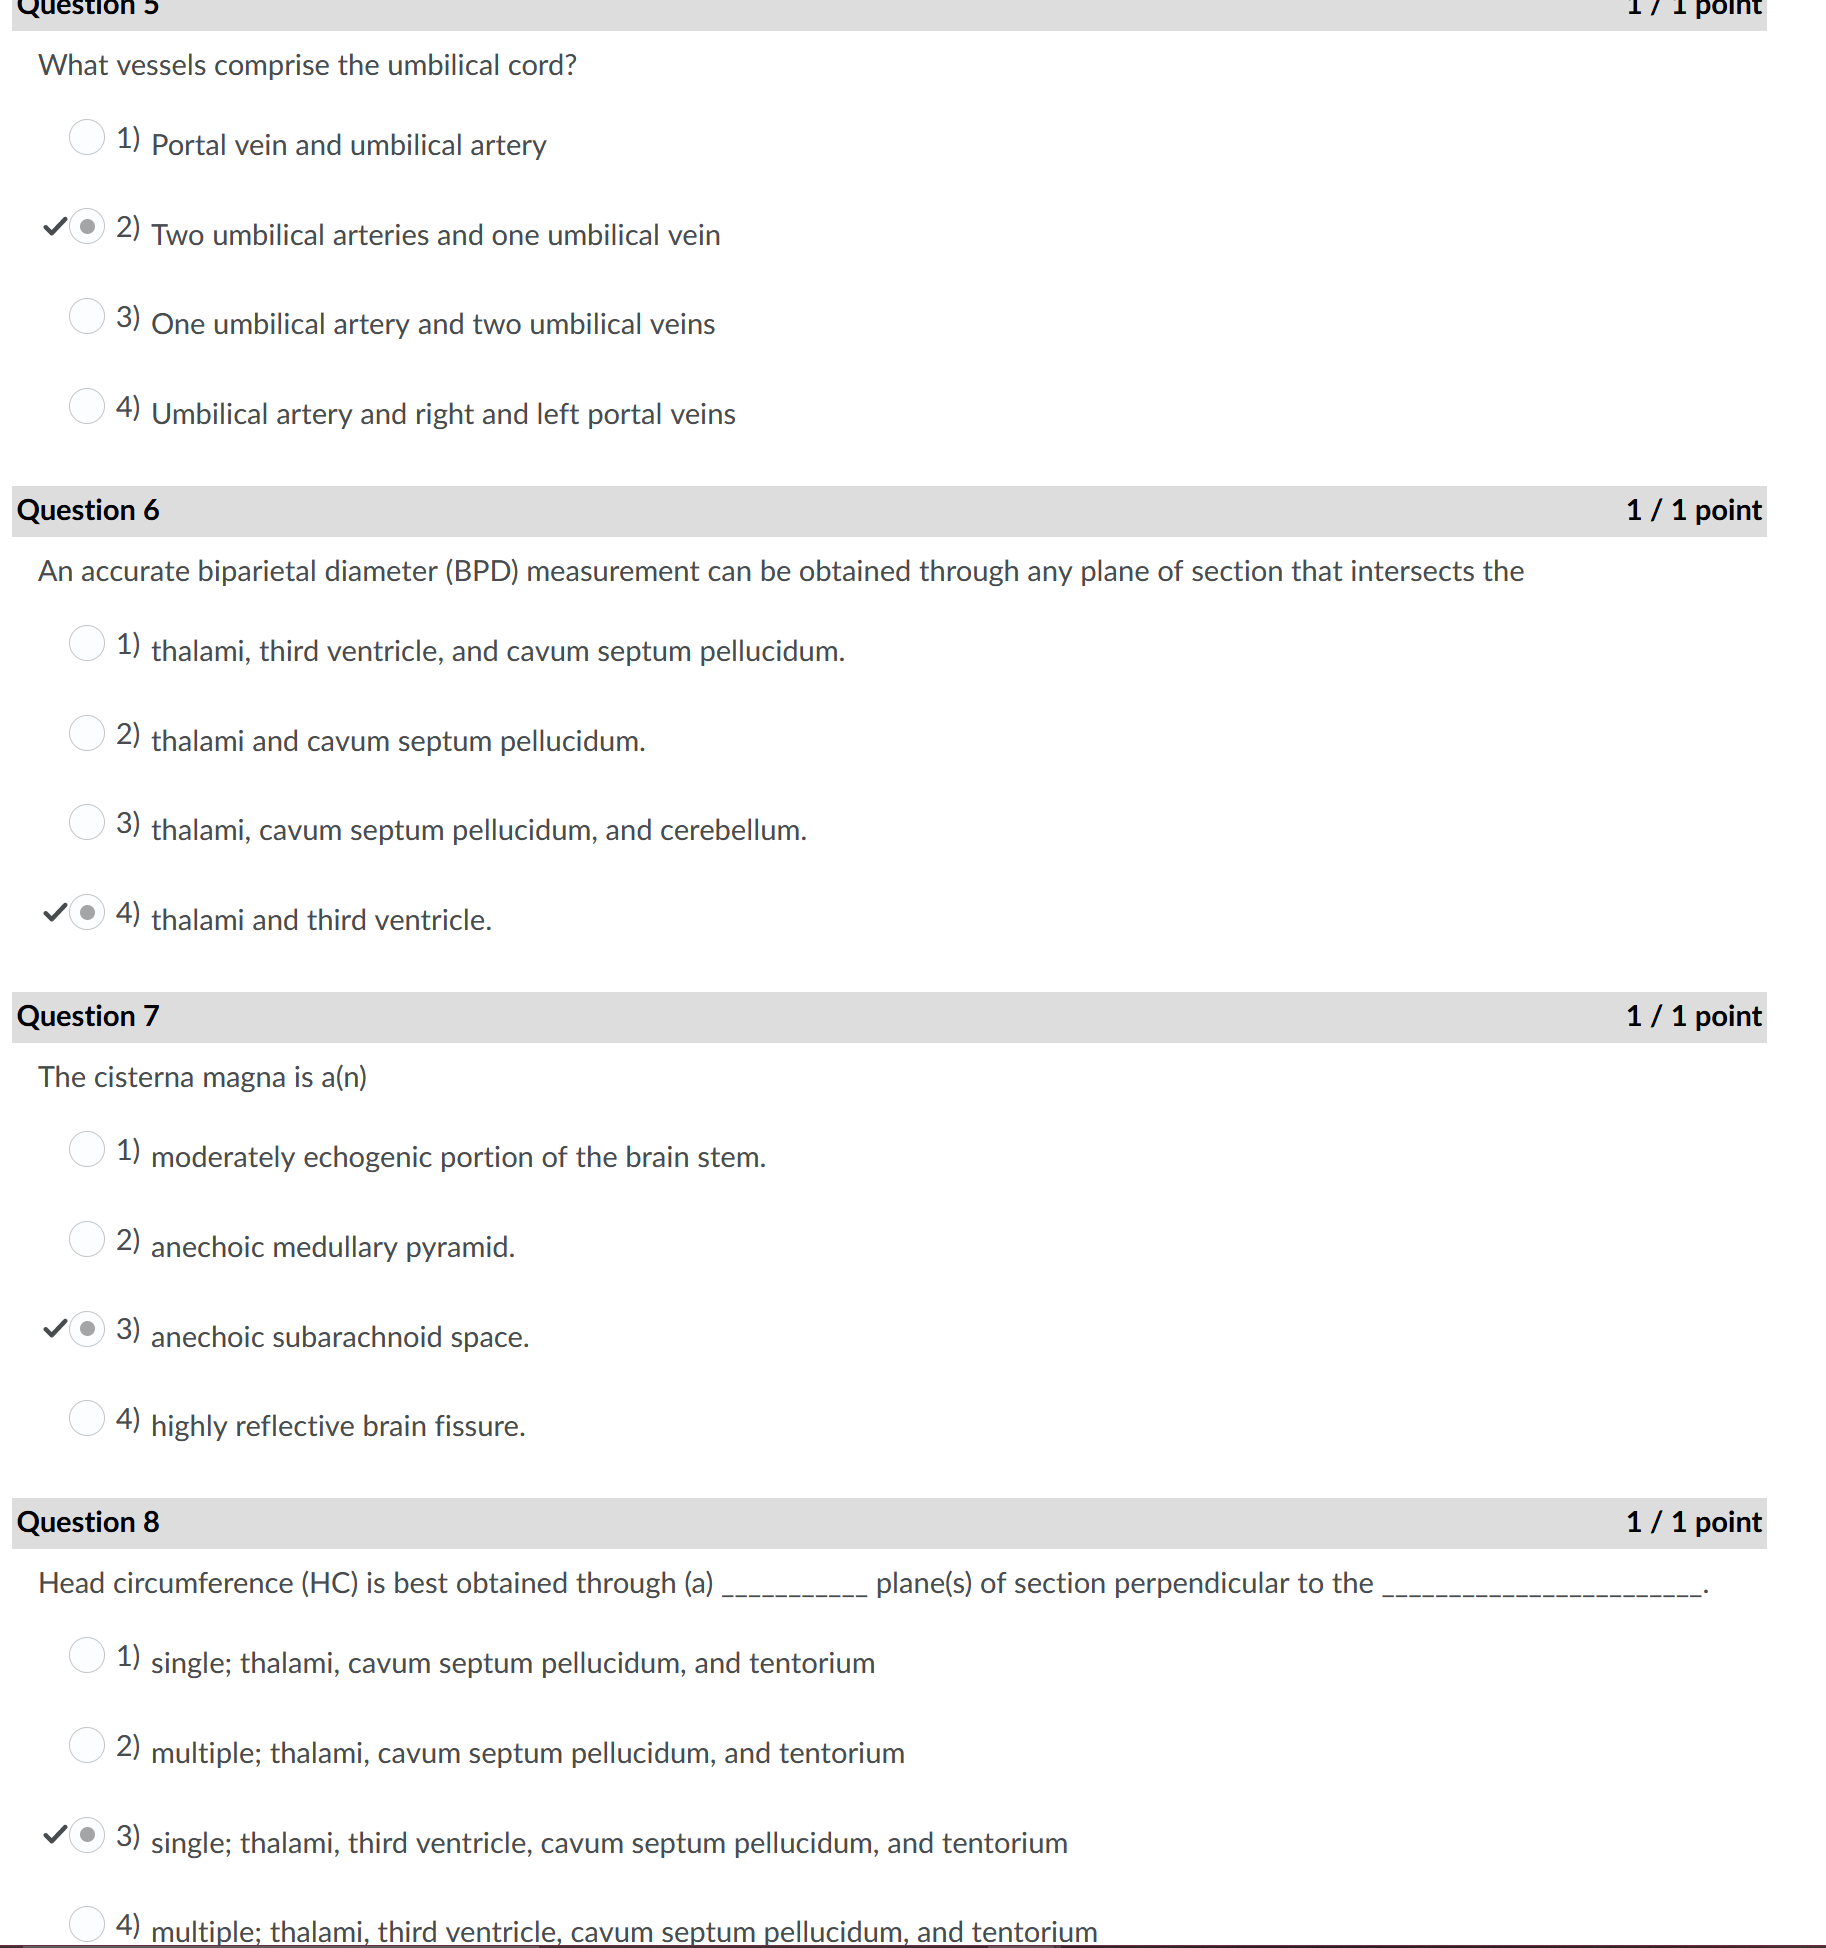 Question 5 1 / 1 point
What vessels comprise the umbilical cord?
1) Portal vein and umbilical artery
2) Two umbilical arteries and one umbilical vein
3) One umbilical artery and two umbilical veins
4) Umbilical artery and right and left portal veins
Question 6 1 / 1 point
An accurate biparietal diameter (BPD) measurement can be obtained through any plane of section that intersects the
1) thalami, third ventricle, and cavum septum pellucidum.
2) thalami and cavum septum pellucidum.
3) thalami, cavum septum pellucidum, and cerebellum.
4) thalami and third ventricle.
Question 7 1 / 1 point
The cisterna magna is a(n)
1) moderately echogenic portion of the brain stem.
2) anechoic medullary pyramid.
3) anechoic subarachnoid space.
4) highly reflective brain fissure.
Question 8 1 / 1 point
Head circumference (HC) is best obtained through (a) ___________ plane(s) of section perpendicular to the ________________________.
1) single; thalami, cavum septum pellucidum, and tentorium
2) multiple; thalami, cavum septum pellucidum, and tentorium
3) single; thalami, third ventricle, cavum septum pellucidum, and tentorium
4) multiple; thalami, third ventricle, cavum septum pellucidum, and tentorium